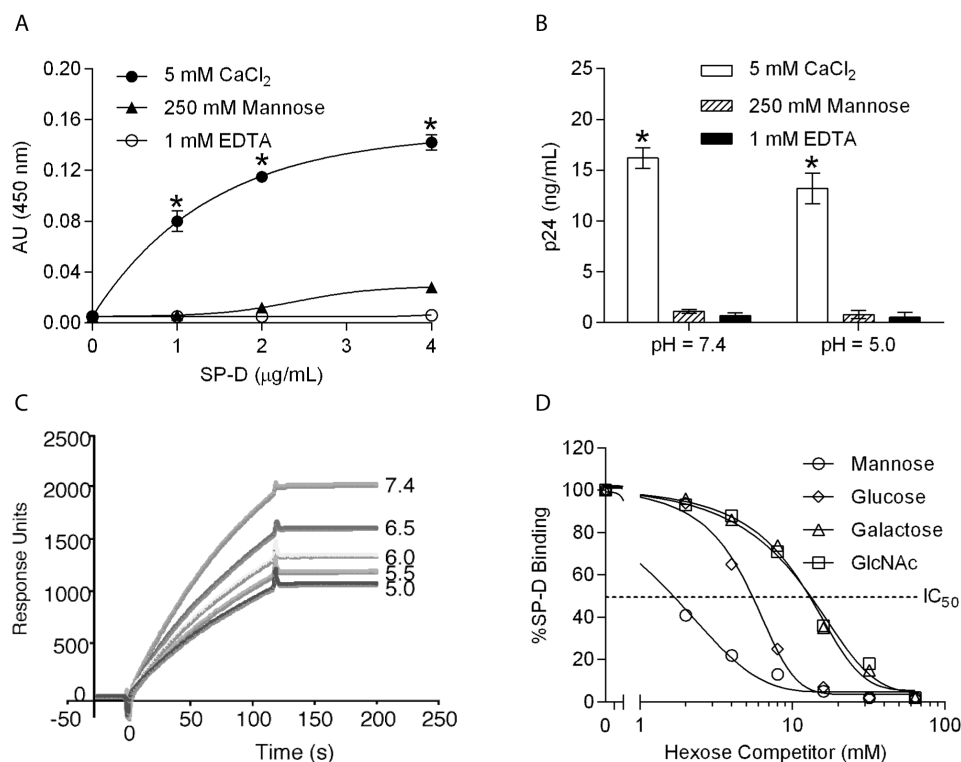 A
0.20
0.16
0.12
0.08
0.04
0.00
AU (450 nm)
5 mM CaCl₂
250 mM Mannose
1 mM EDTA
*
*
*
0 1 2 3 4
SP-D (μg/mL)
B
25
20
15
10
5
0
p24 (ng/mL)
5 mM CaCl₂
250 mM Mannose
1 mM EDTA
*
*
pH = 7.4 pH = 5.0
C
2500
2000
1500
1000
500
0
Response Units
7.4
6.5
6.0
5.5
5.0
-50 0 50 100 150 200 250
Time (s)
D
120
100
80
60
40
20
0
%SP-D Binding
Mannose
Glucose
Galactose
GlcNAc
IC₅₀
0 1 10 100
Hexose Competitor (mM)